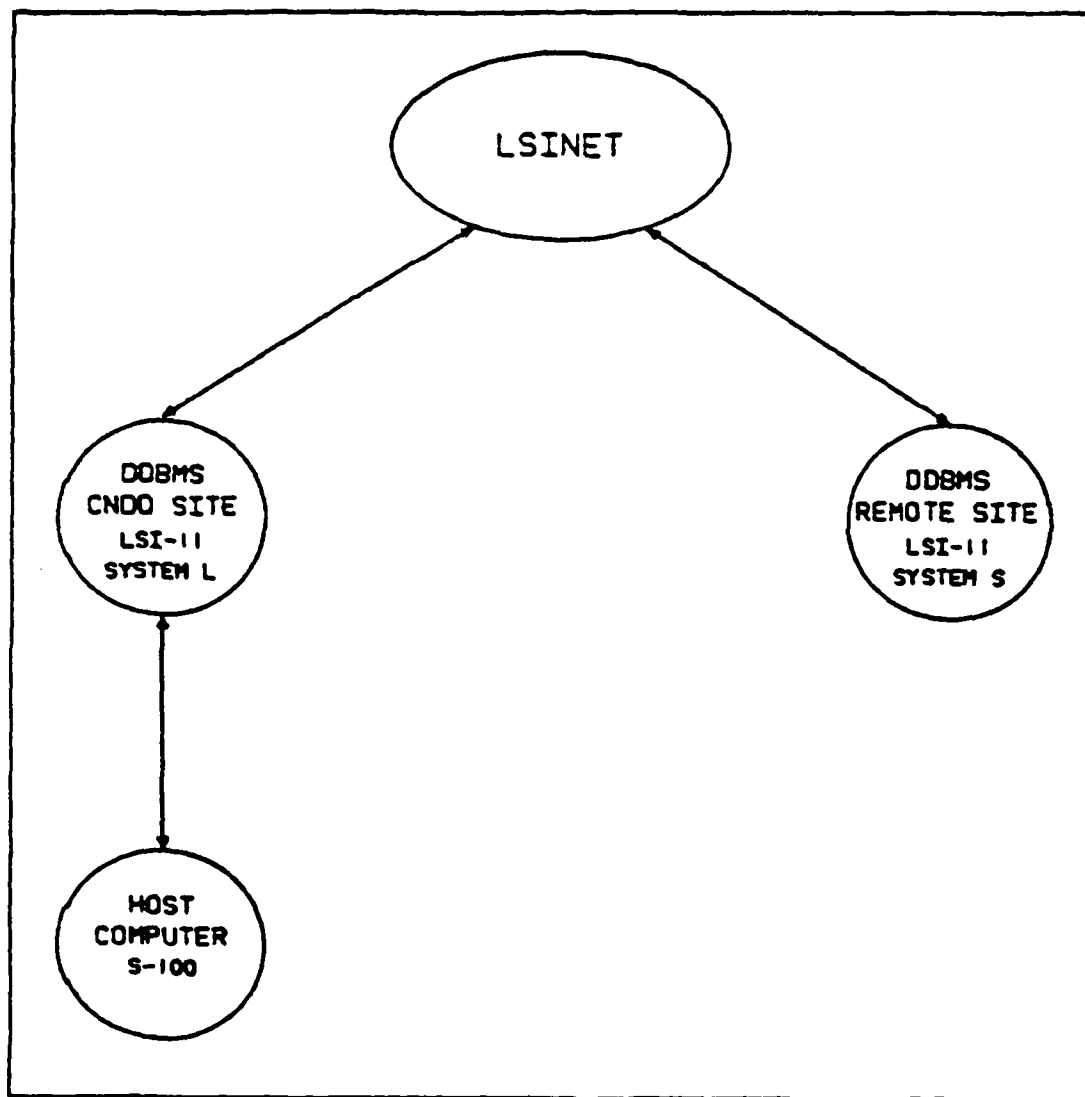 LSINET
DDBMS
CNDO SITE
LSI-11
SYSTEM L
DDBMS
REMOTE SITE
LSI-11
SYSTEM S
HOST
COMPUTER
S-100